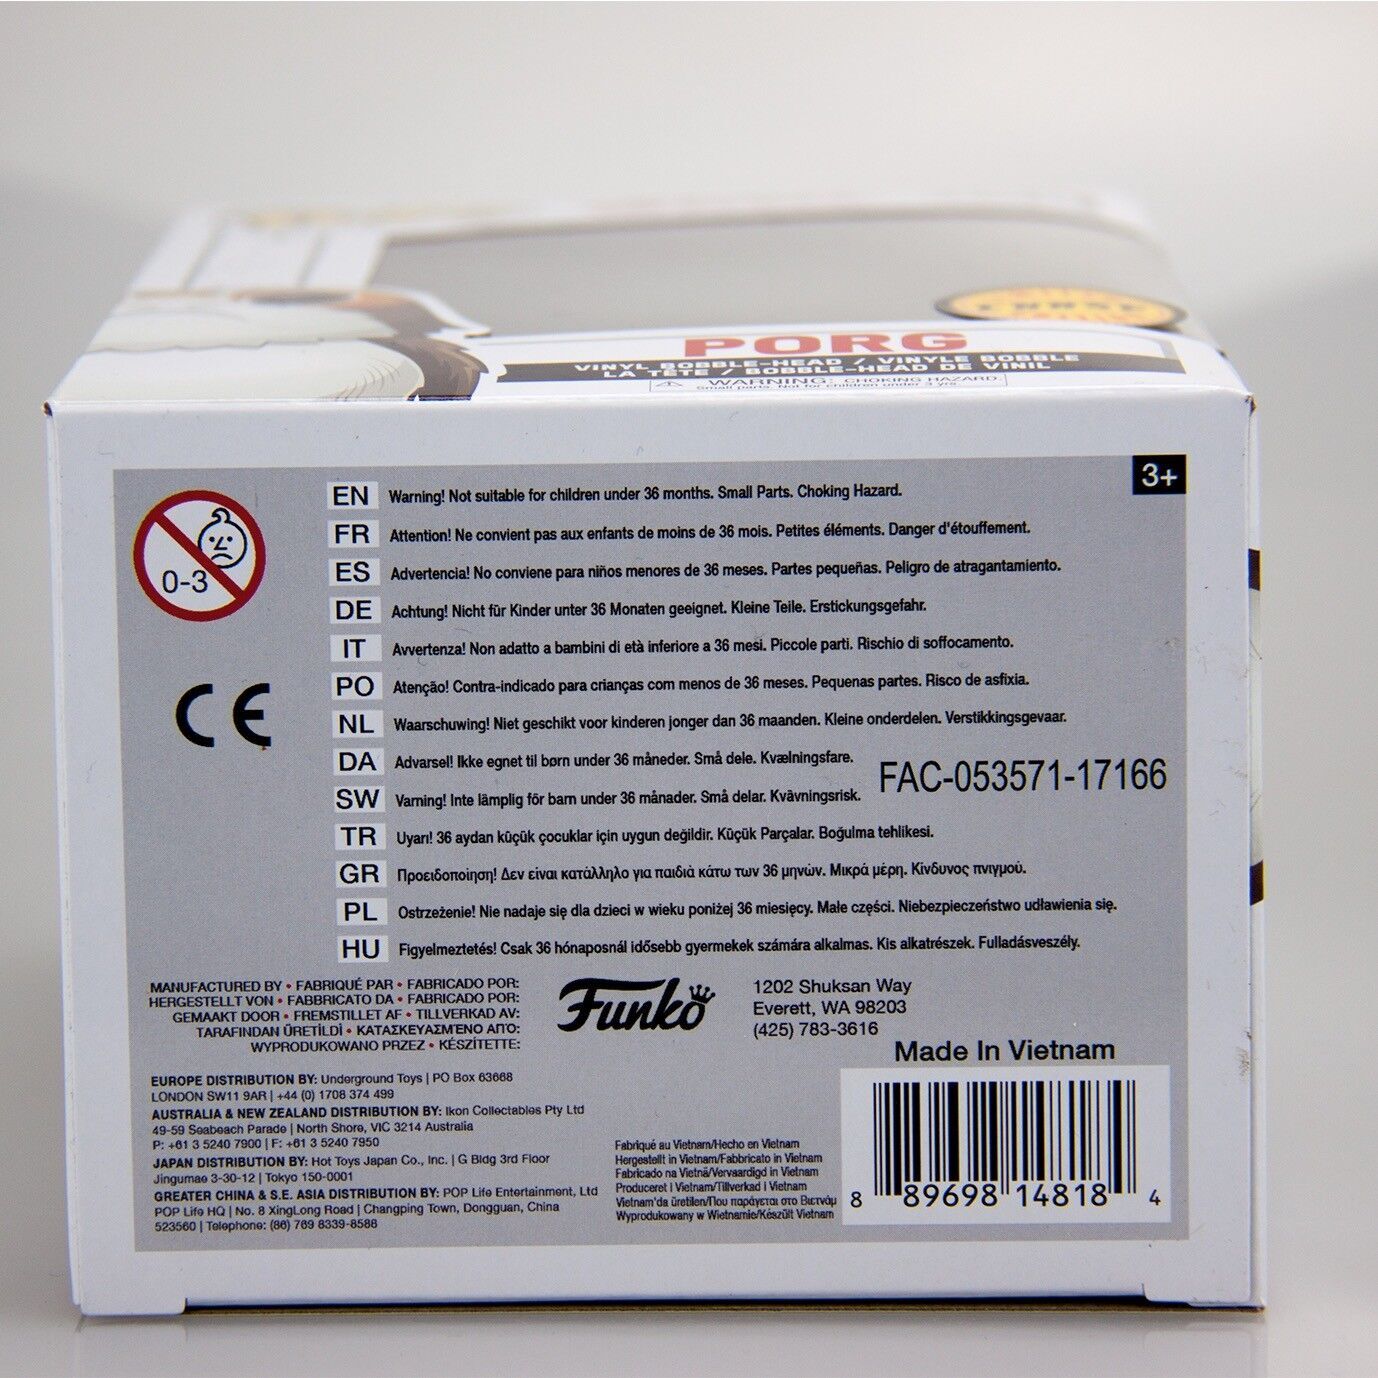 CHASE
PORG
VINYL BOBBLE-HEAD / VINYLE BOBBLE
LA TÊTE / BOBBLE-HEAD DE VINIL
⚠ WARNING: CHOKING HAZARD.
Small parts. Not for children under 3 yrs.
3+
0-3
EN Warning! Not suitable for children under 36 months. Small Parts. Choking Hazard.
FR Attention! Ne convient pas aux enfants de moins de 36 mois. Petites éléments. Danger d'étouffement.
ES Advertencia! No conviene para niños menores de 36 meses. Partes pequeñas. Peligro de atragantamiento.
DE Achtung! Nicht für Kinder unter 36 Monaten geeignet. Kleine Teile. Erstickungsgefahr.
IT Avvertenza! Non adatto a bambini di età inferiore a 36 mesi. Piccole parti. Rischio di soffocamento.
PO Atenção! Contra-indicado para crianças com menos de 36 meses. Pequenas partes. Risco de asfixia.
NL Waarschuwing! Niet geschikt voor kinderen jonger dan 36 maanden. Kleine onderdelen. Verstikkingsgevaar.
DA Advarsel! Ikke egnet til børn under 36 måneder. Små dele. Kvælningsfare.
SW Varning! Inte lämplig för barn under 36 månader. Små delar. Kvävningsrisk.
TR Uyarı! 36 aydan küçük çocuklar için uygun değildir. Küçük Parçalar. Boğulma tehlikesi.
GR Προειδοποίηση! Δεν είναι κατάλληλο για παιδιά κάτω των 36 μηνών. Μικρά μέρη. Κίνδυνος πνιγμού.
PL Ostrzeżenie! Nie nadaje się dla dzieci w wieku poniżej 36 miesięcy. Małe części. Niebezpieczeństwo udławienia się.
HU Figyelmeztetés! Csak 36 hónaposnál idősebb gyermekek számára alkalmas. Kis alkatrészek. Fulladásveszély.
CE
FAC-053571-17166
MANUFACTURED BY • FABRIQUÉ PAR • FABRICADO POR:
HERGESTELLT VON • FABBRICATO DA • FABRICADO POR:
GEMAAKT DOOR • FREMSTILLET AF • TILLVERKAD AV:
TARAFINDAN ÜRETİLDİ • ΚΑΤΑΣΚΕΥΑΣΜΈΝΟ ΑΠΌ:
WYPRODUKOWANO PRZEZ • KÉSZÍTETTE:
Funko
1202 Shuksan Way
Everett, WA 98203
(425) 783-3616
Made In Vietnam
EUROPE DISTRIBUTION BY: Underground Toys | PO Box 63668
LONDON SW11 9AR | +44 (0) 1708 374 499
AUSTRALIA & NEW ZEALAND DISTRIBUTION BY: Ikon Collectables Pty Ltd
49-59 Seabeach Parade | North Shore, VIC 3214 Australia
P: +61 3 5240 7900 | F: +61 3 5240 7950
JAPAN DISTRIBUTION BY: Hot Toys Japan Co., Inc. | G Bldg 3rd Floor
Jingumae 3-30-12 | Tokyo 150-0001
GREATER CHINA & S.E. ASIA DISTRIBUTION BY: POP Life Entertainment, Ltd
POP Life HQ | No. 8 XingLong Road | Changping Town, Dongguan, China
523560 | Telephone: (86) 769 8339-8588
Fabriqué au Vietnam/Hecho en Vietnam
Hergestellt in Vietnam/Fabbricato in Vietnam
Fabricado na Vietnã/Vervaardigd in Vietnam
Produceret I Vietnam/Tillverkad I Vietnam
Vietnam'da üretilen/Που παράγεται στο Βιετνάμ
Wyprodukowany w Wietnamie/Készült Vietnam
8 89698 14818 4